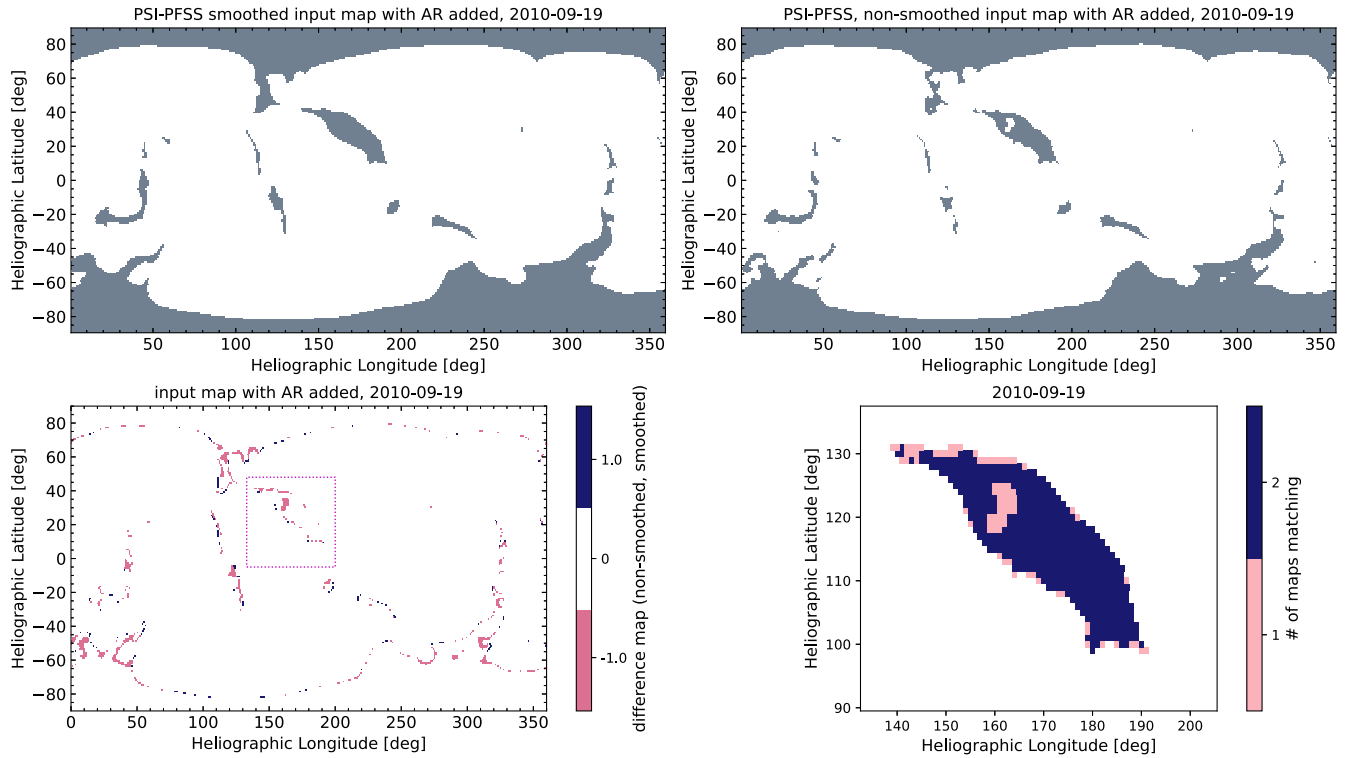 PSI-PFSS smoothed input map with AR added, 2010-09-19
Heliographic Latitude [deg]
80
60
40
20
0
−20
−40
−60
−80
50 100 150 200 250 300 350
Heliographic Longitude [deg]
PSI-PFSS, non-smoothed input map with AR added, 2010-09-19
Heliographic Latitude [deg]
80
60
40
20
0
−20
−40
−60
−80
50 100 150 200 250 300 350
Heliographic Longitude [deg]
input map with AR added, 2010-09-19
Heliographic Latitude [deg]
80
60
40
20
0
−20
−40
−60
−80
0 50 100 150 200 250 300 350
Heliographic Longitude [deg]
1.0
0
-1.0
difference map (non-smoothed, smoothed)
2010-09-19
Heliographic Latitude [deg]
130
120
110
100
90
140 150 160 170 180 190 200
Heliographic Longitude [deg]
2
1
# of maps matching